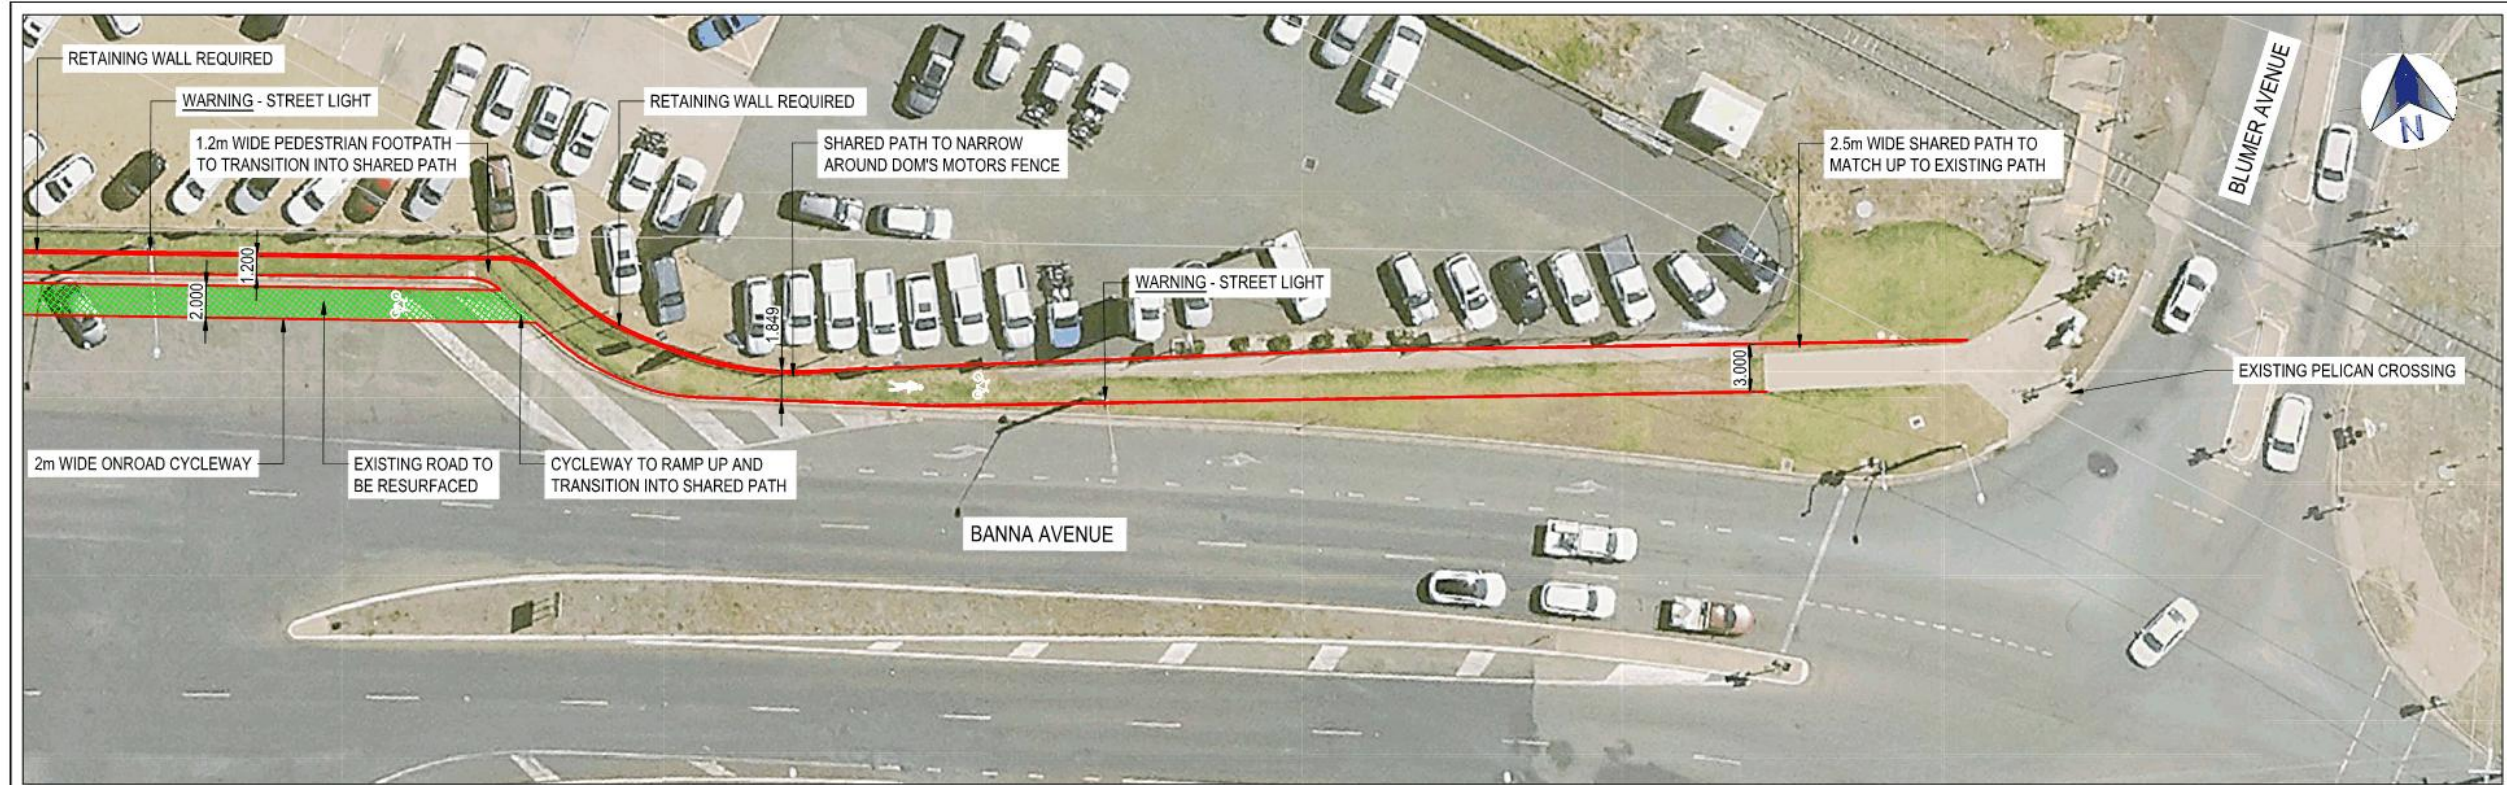 RETAINING WALL REQUIRED
WARNING - STREET LIGHT
1.2m WIDE PEDESTRIAN FOOTPATH
TO TRANSITION INTO SHARED PATH
RETAINING WALL REQUIRED
SHARED PATH TO NARROW
AROUND DOM'S MOTORS FENCE
2.5m WIDE SHARED PATH TO
MATCH UP TO EXISTING PATH
BLUMER AVENUE
N
1.200
2.000
1.849
WARNING - STREET LIGHT
3.000
EXISTING PELICAN CROSSING
2m WIDE ONROAD CYCLEWAY
EXISTING ROAD TO
BE RESURFACED
CYCLEWAY TO RAMP UP AND
TRANSITION INTO SHARED PATH
BANNA AVENUE